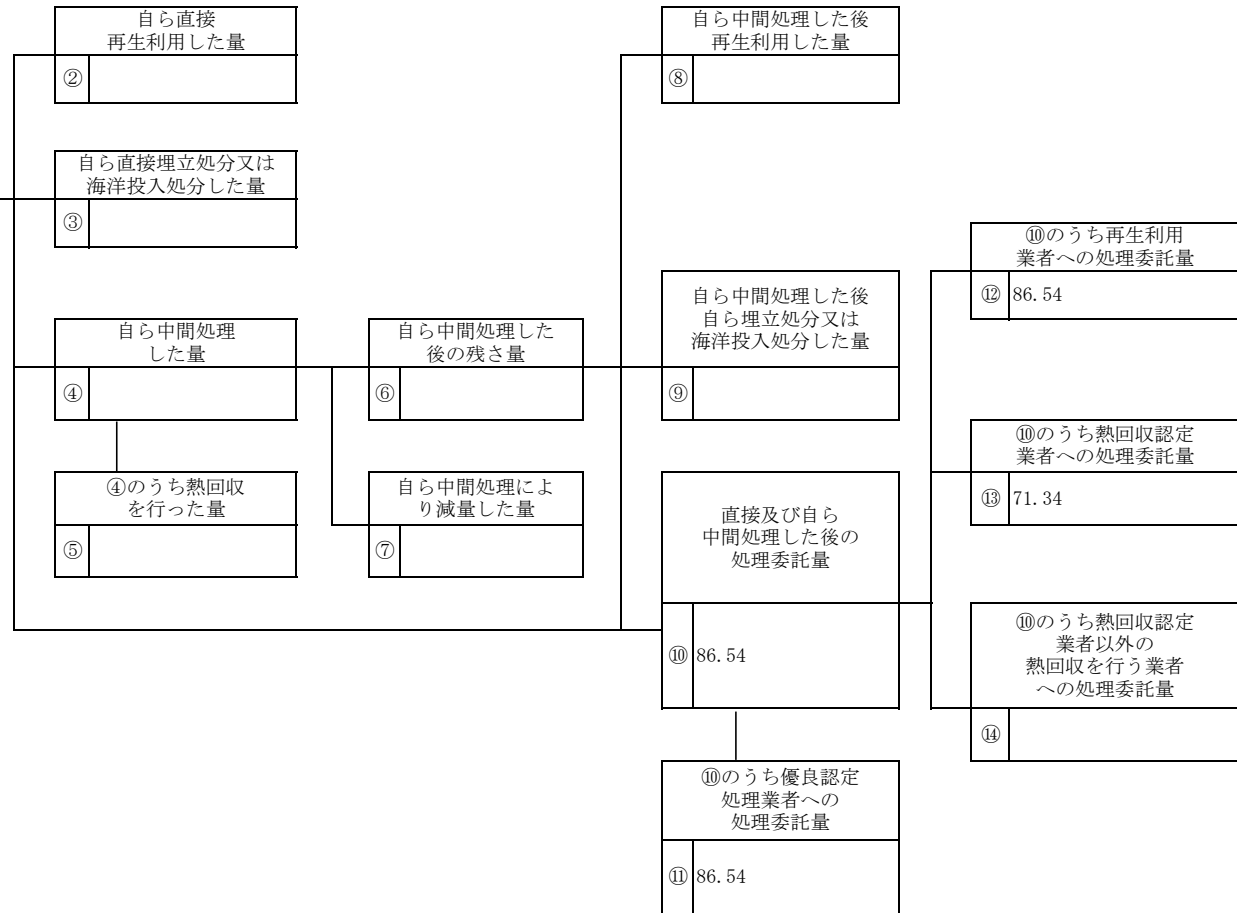 自ら直接
再生利用した量
②
自ら中間処理した後
再生利用した量
⑧
自ら直接埋立処分又は
海洋投入処分した量
③
⑩のうち再生利用
業者への処理委託量
⑫ 86.54
自ら中間処理
した量
④
自ら中間処理した
後の残さ量
⑥
自ら中間処理した後
自ら埋立処分又は
海洋投入処分した量
⑨
⑩のうち熱回収認定
業者への処理委託量
⑬ 71.34
④のうち熱回収
を行った量
⑤
自ら中間処理によ
り減量した量
⑦
直接及び自ら
中間処理した後の
処理委託量
⑩ 86.54
⑩のうち熱回収認定
業者以外の
熱回収を行う業者
への処理委託量
⑭
⑩のうち優良認定
処理業者への
処理委託量
⑪ 86.54